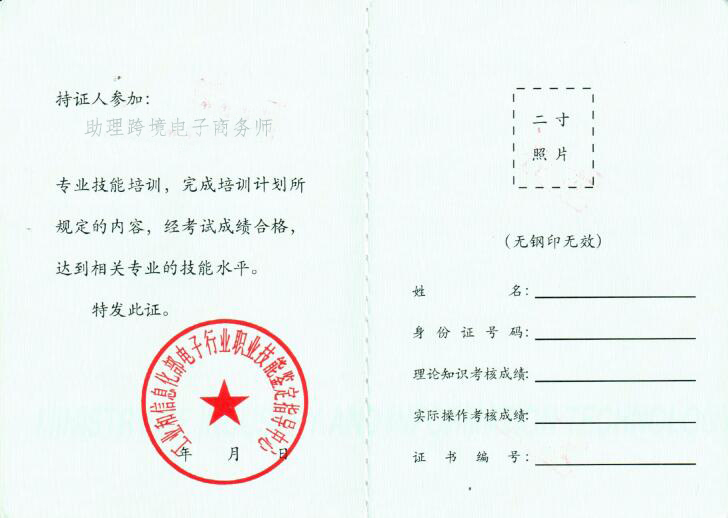 持证人参加：
助理跨境电子商务师
专业技能培训，完成培训计划所
规定的内容，经考试成绩合格，
达到相关专业的技能水平。
特发此证。
工业和信息化部电子行业职业技能鉴定指导中心
年 月 日
二寸
照片
（无钢印无效）
姓 名：
身份证号码：
理论知识考核成绩：
实际操作考核成绩：
证书编号：